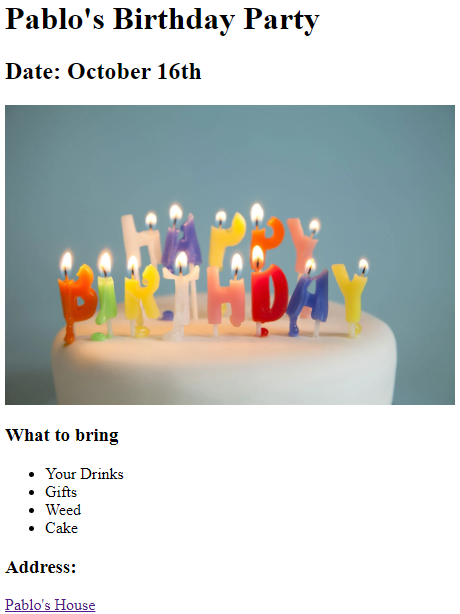 Pablo's Birthday Party
Date: October 16th
HAPPY
BIRTHDAY
What to bring
Your Drinks
Gifts
Weed
Cake
Address:
Pablo's House